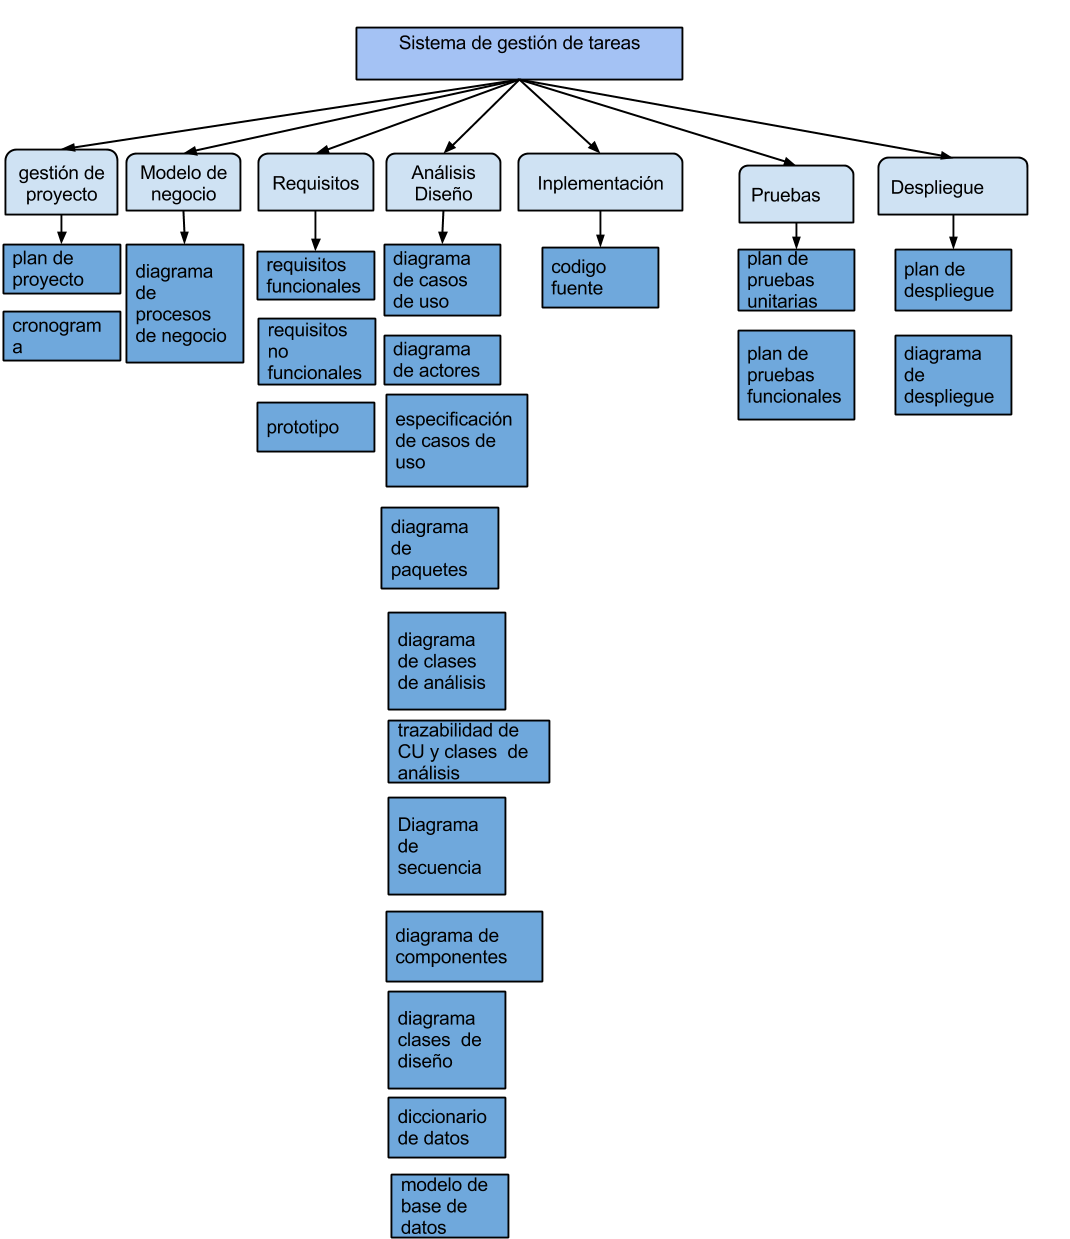 Sistema de gestión de tareas
gestión de
proyecto
Modelo de
negocio
Requisitos
Análisis
Diseño
Inplementación
Pruebas
Despliegue
plan de
proyecto
cronogram
a
diagrama
de
procesos
de negocio
requisitos
funcionales
requisitos
no
funcionales
prototipo
diagrama
de casos
de uso
diagrama
de actores
especificación
de casos de
uso
diagrama
de
paquetes
diagrama
de clases
de análisis
trazabilidad de
CU y clases  de
análisis
Diagrama
de
secuencia
diagrama de
componentes
diagrama
clases  de
diseño
diccionario
de datos
modelo de
base de
datos
codigo
fuente
plan de
pruebas
unitarias
plan de
pruebas
funcionales
plan de
despliegue
diagrama
de
despliegue